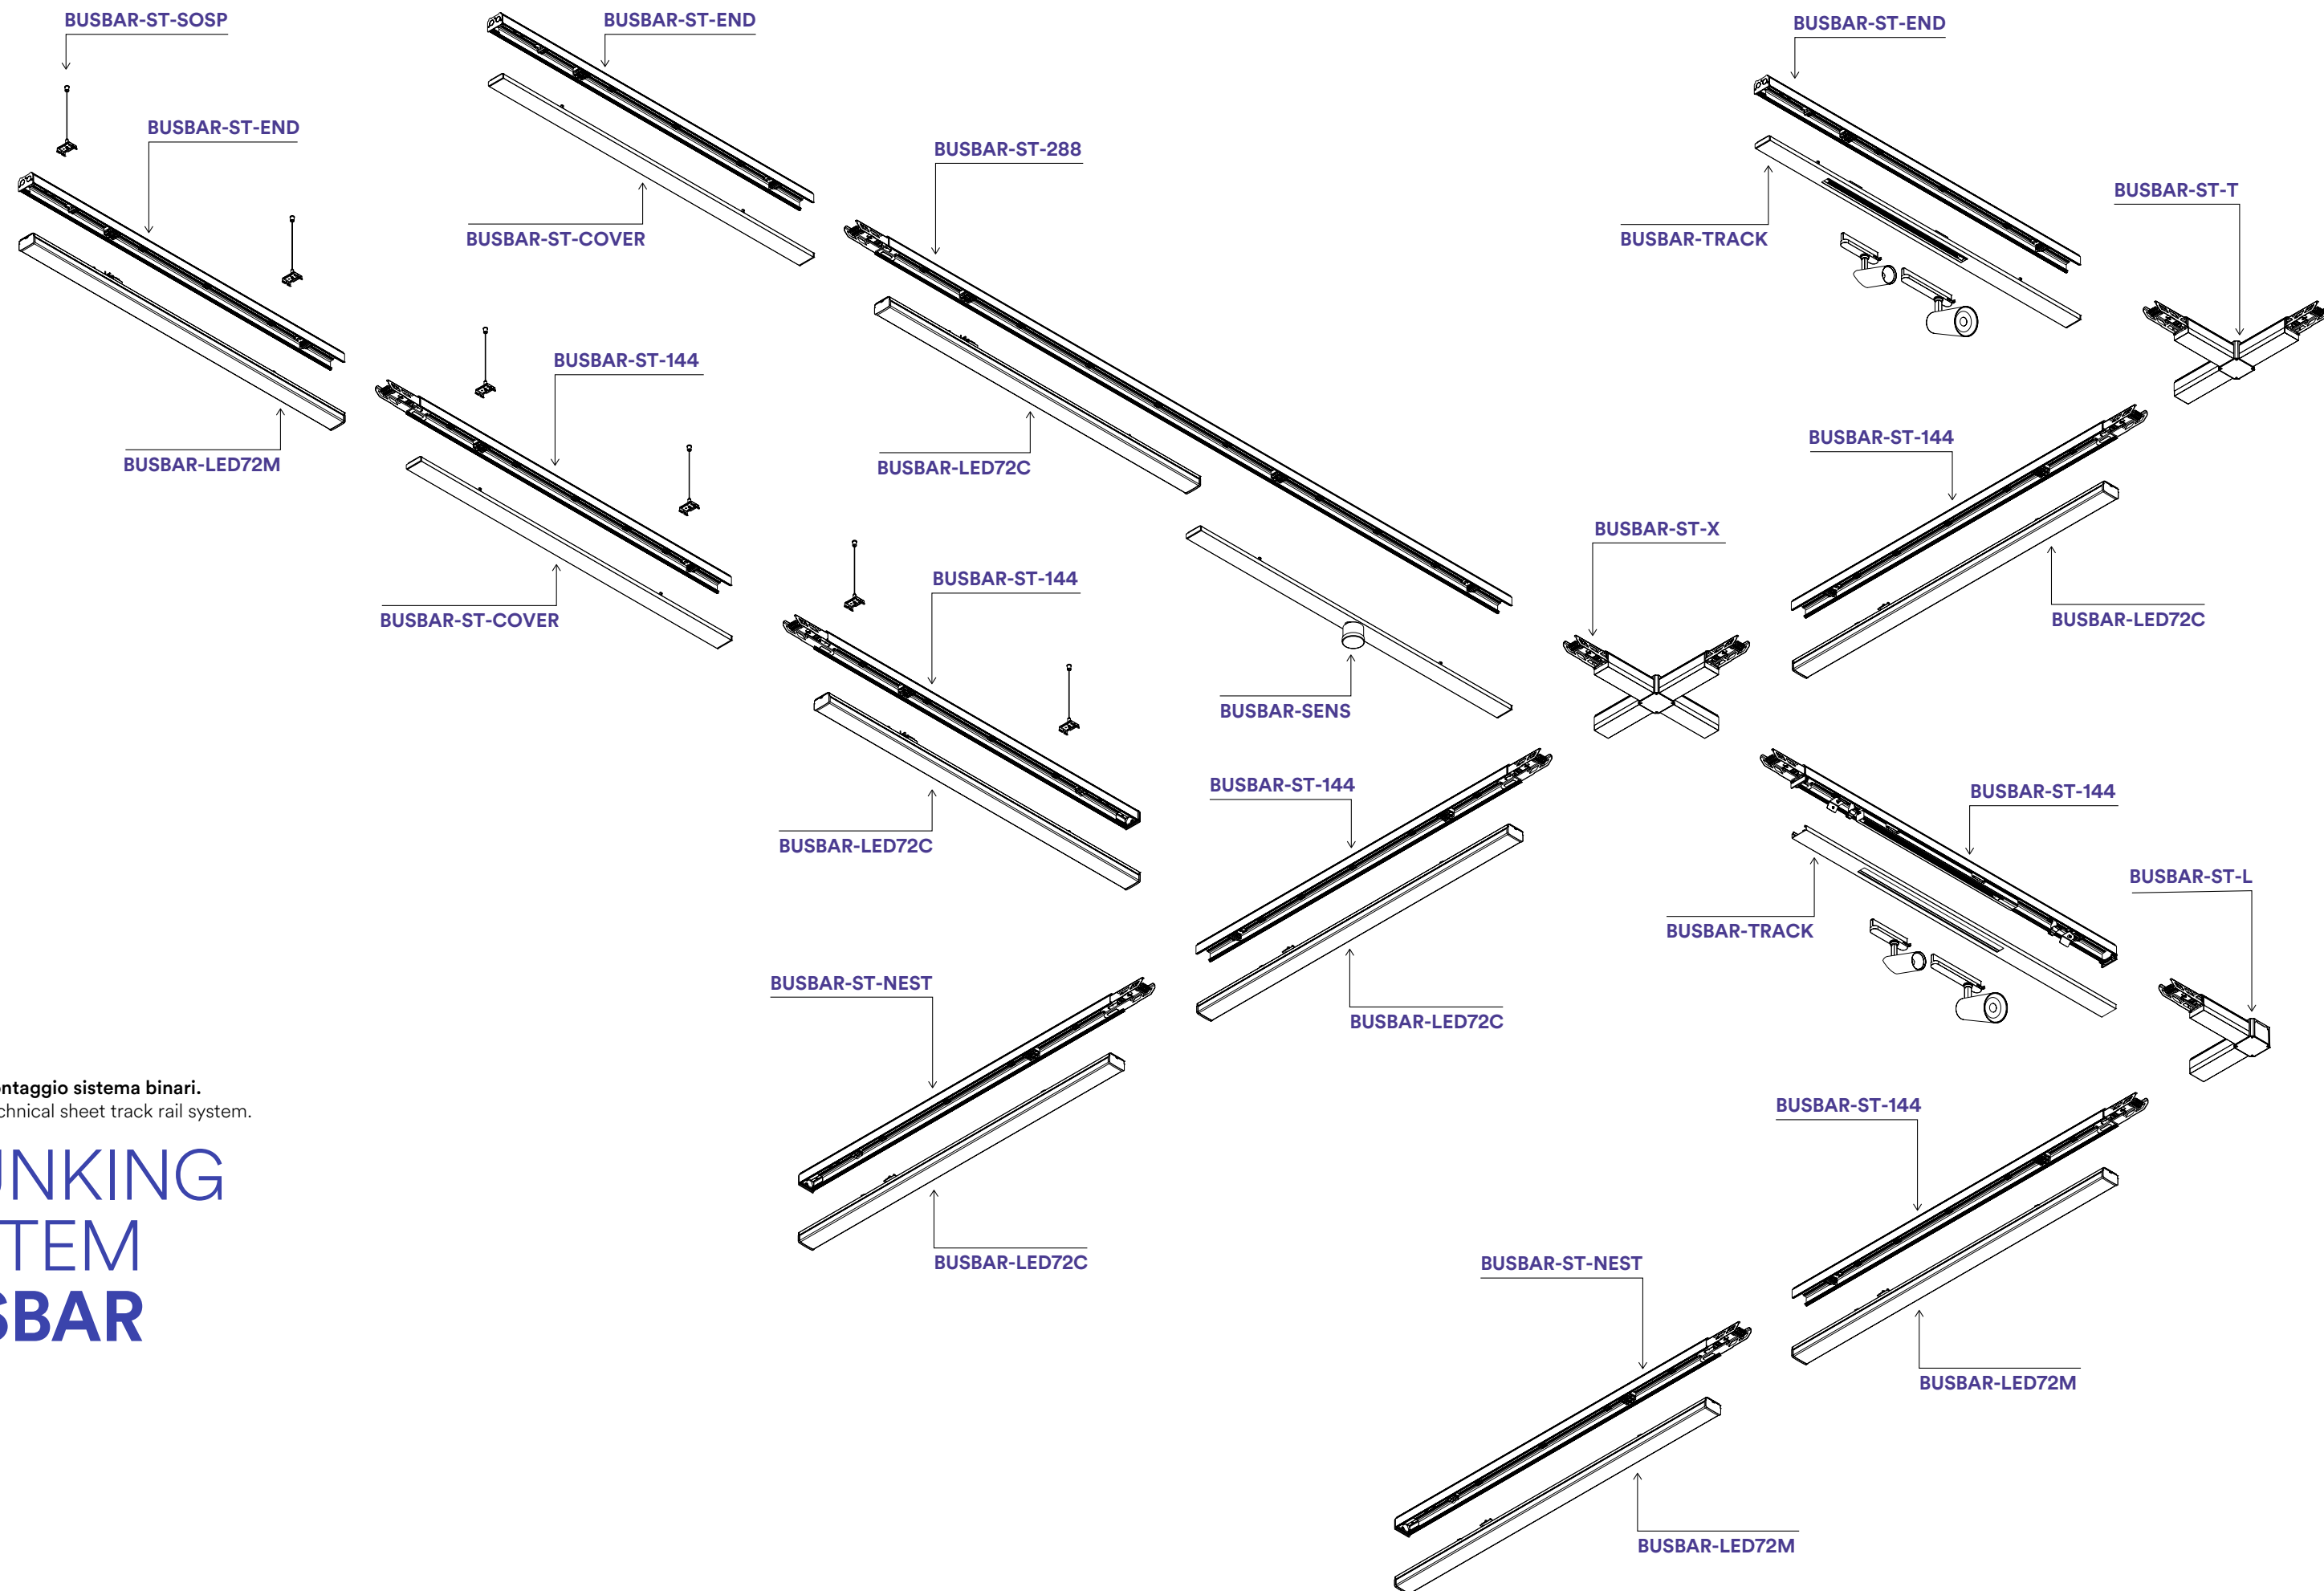 BUSBAR-ST-SOSP
BUSBAR-ST-END
BUSBAR-ST-END
BUSBAR-ST-END
BUSBAR-ST-288
BUSBAR-ST-T
BUSBAR-ST-COVER
BUSBAR-TRACK
BUSBAR-ST-144
BUSBAR-ST-144
BUSBAR-LED72M
BUSBAR-LED72C
BUSBAR-ST-X
BUSBAR-ST-144
BUSBAR-ST-COVER
BUSBAR-LED72C
BUSBAR-SENS
BUSBAR-ST-144
BUSBAR-ST-144
BUSBAR-LED72C
BUSBAR-ST-L
BUSBAR-TRACK
BUSBAR-ST-NEST
BUSBAR-LED72C
ntaggio sistema binari.
chnical sheet track rail system.
BUSBAR-ST-144
UNKING
TEM
SBAR
BUSBAR-LED72C
BUSBAR-ST-NEST
BUSBAR-LED72M
BUSBAR-LED72M